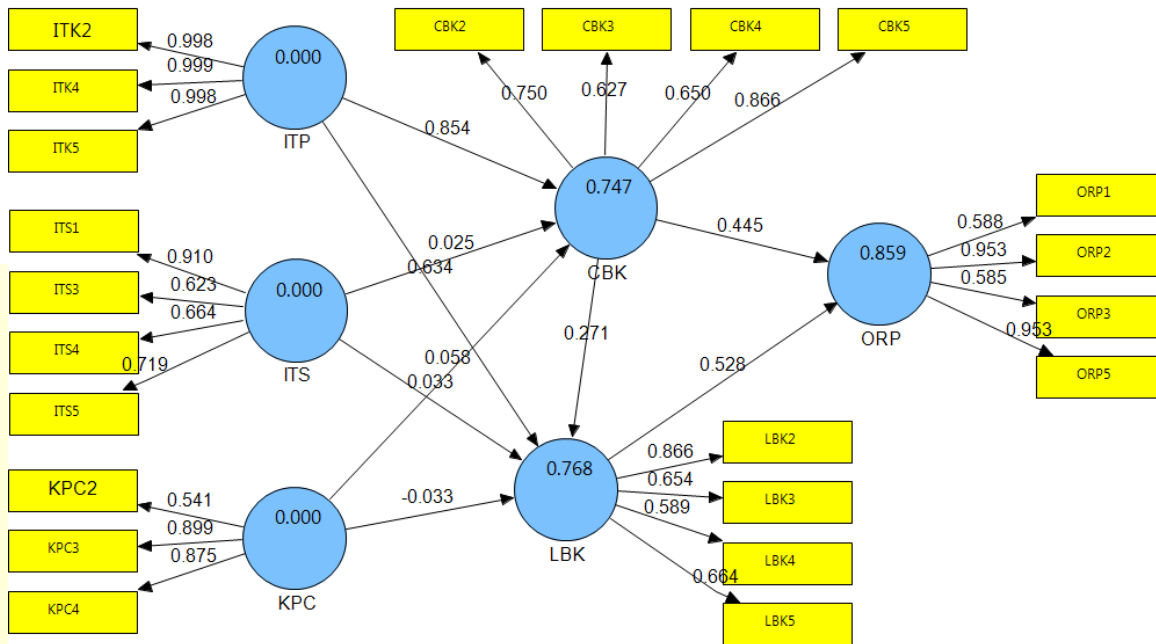 ITK2
0.998
ITK4
0.999
ITK5
0.998
0.000
ITP
CBK2
CBK3
CBK4
CBK5
0.750
0.627
0.650
0.866
0.854
0.747
CBK
ITS1
0.910
ITS3
0.623
ITS4
0.664
ITS5
0.719
0.000
ITS
0.025
0.634
0.445
0.271
0.058
0.033
0.859
ORP
ORP1
0.588
ORP2
0.953
ORP3
0.585
ORP5
0.953
0.528
KPC2
0.541
KPC3
0.899
KPC4
0.875
0.000
KPC
-0.033
0.768
LBK
LBK2
0.866
LBK3
0.654
LBK4
0.589
LBK5
0.664